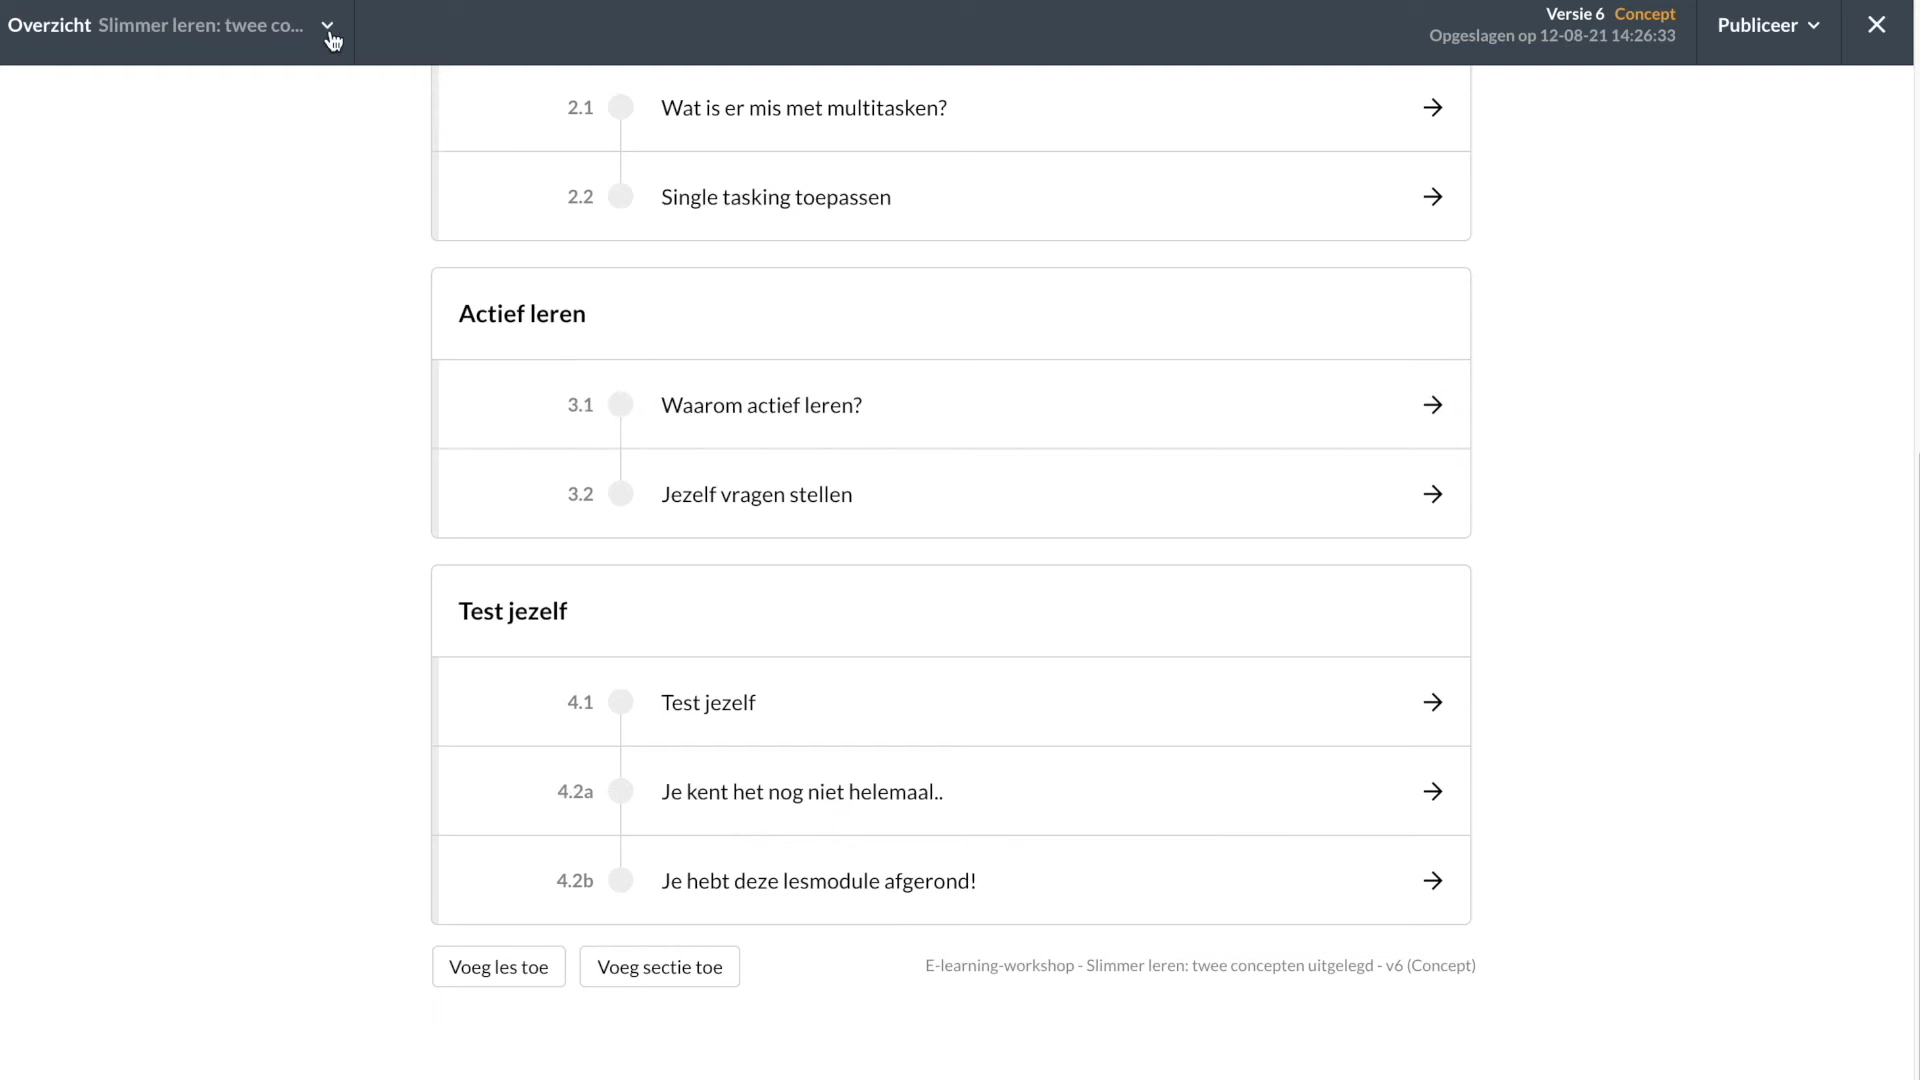 Overzicht Slimmer leren: twee co...
Versie 6 Concept
Opgeslagen op 12-08-21 14:26:33
Publiceer
2.1 Wat is er mis met multitasken?
2.2 Single tasking toepassen
Actief leren
3.1 Waarom actief leren?
3.2 Jezelf vragen stellen
Test jezelf
4.1 Test jezelf
4.2a Je kent het nog niet helemaal..
4.2b Je hebt deze lesmodule afgerond!
Voeg les toe
Voeg sectie toe
E-learning-workshop - Slimmer leren: twee concepten uitgelegd - v6 (Concept)